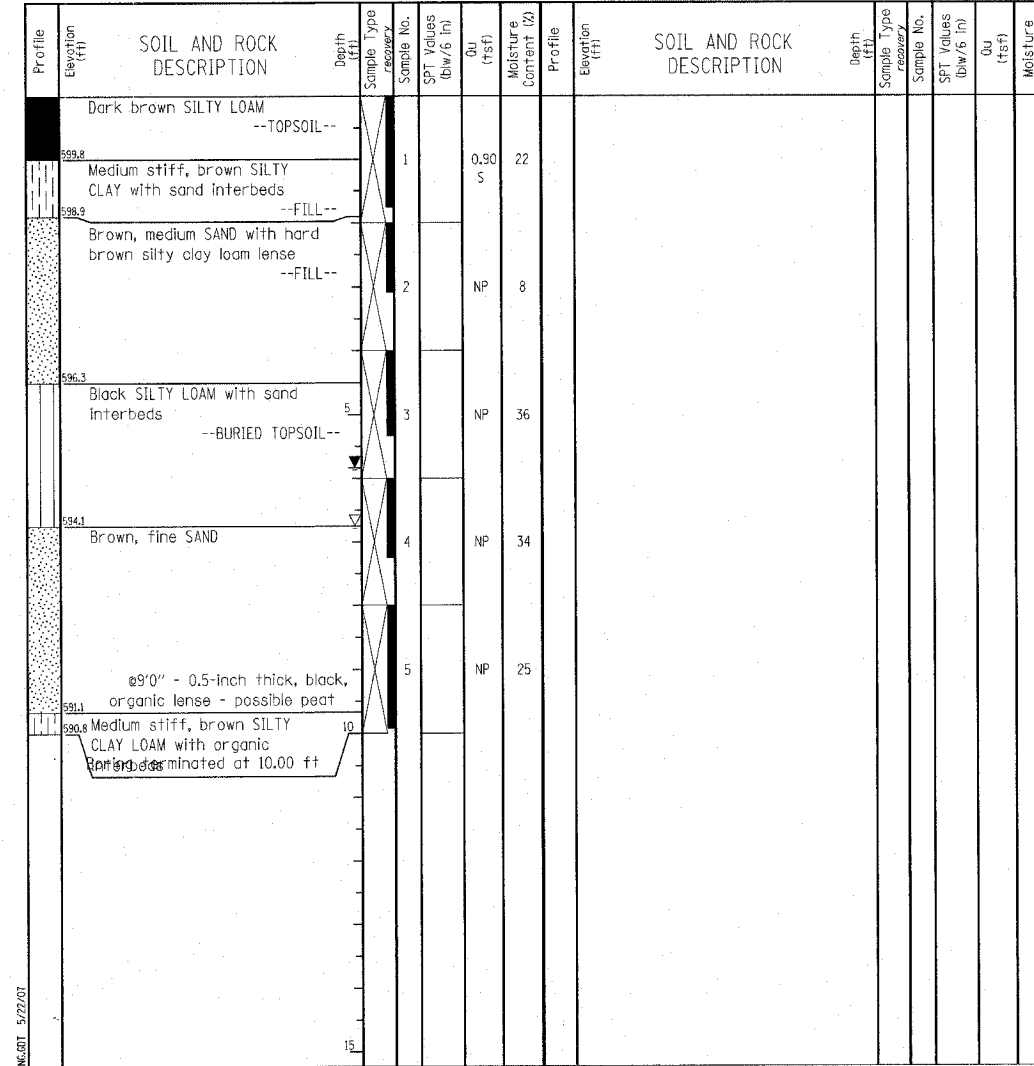 Profile
Elevation
(ft)
SOIL AND ROCK
DESCRIPTION
Depth
(ft)
Sample Type
recovery
Sample No.
SPT Values
(blw/6 in)
Qu
(tsf)
Moisture
Content (%)
Profile
Elevation
(ft)
SOIL AND ROCK
DESCRIPTION
Depth
(ft)
Sample Type
recovery
Sample No.
SPT Values
(blw/6 in)
Qu
(tsf)
Moisture
Dark brown SILTY LOAM
--TOPSOIL--
599.8
1
0.90
S
22
Medium stiff, brown SILTY
CLAY with sand interbeds
--FILL--
598.9
Brown, medium SAND with hard
brown silty clay loam lense
--FILL--
2
NP
8
596.3
Black SILTY LOAM with sand
interbeds
--BURIED TOPSOIL--
5
3
NP
36
594.1
Brown, fine SAND
4
NP
34
5
NP
25
@9'0" - 0.5-inch thick, black,
organic lense - possible peat
591.1
590.8
Medium stiff, brown SILTY
CLAY LOAM with organic
interbeds
Boring terminated at 10.00 ft
10
15
NG.GDT 5/22/07